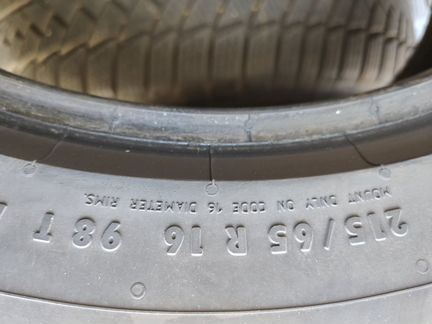 215/65 R 16 98 T
MOUNT ONLY ON CODE 16 DIAMETER RIMS.